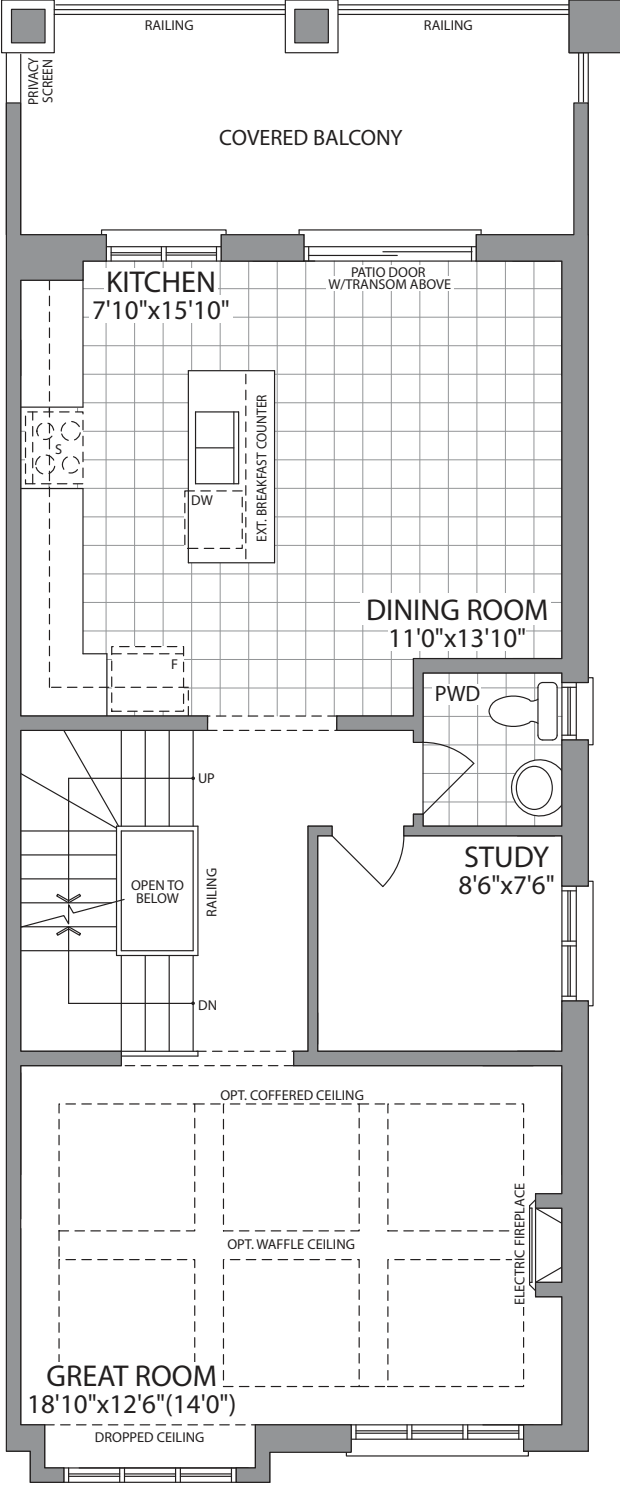 RAILING
RAILING
PRIVACY
SCREEN
COVERED BALCONY
KITCHEN
7'10"x15'10"
PATIO DOOR
W/TRANSOM ABOVE
S
DW
EXT. BREAKFAST COUNTER
DINING ROOM
11'0"x13'10"
F
PWD
UP
STUDY
8'6"x7'6"
OPEN TO
BELOW
RAILING
DN
OPT. COFFERED CEILING
OPT. WAFFLE CEILING
ELECTRIC FIREPLACE
GREAT ROOM
18'10"x12'6"(14'0")
DROPPED CEILING